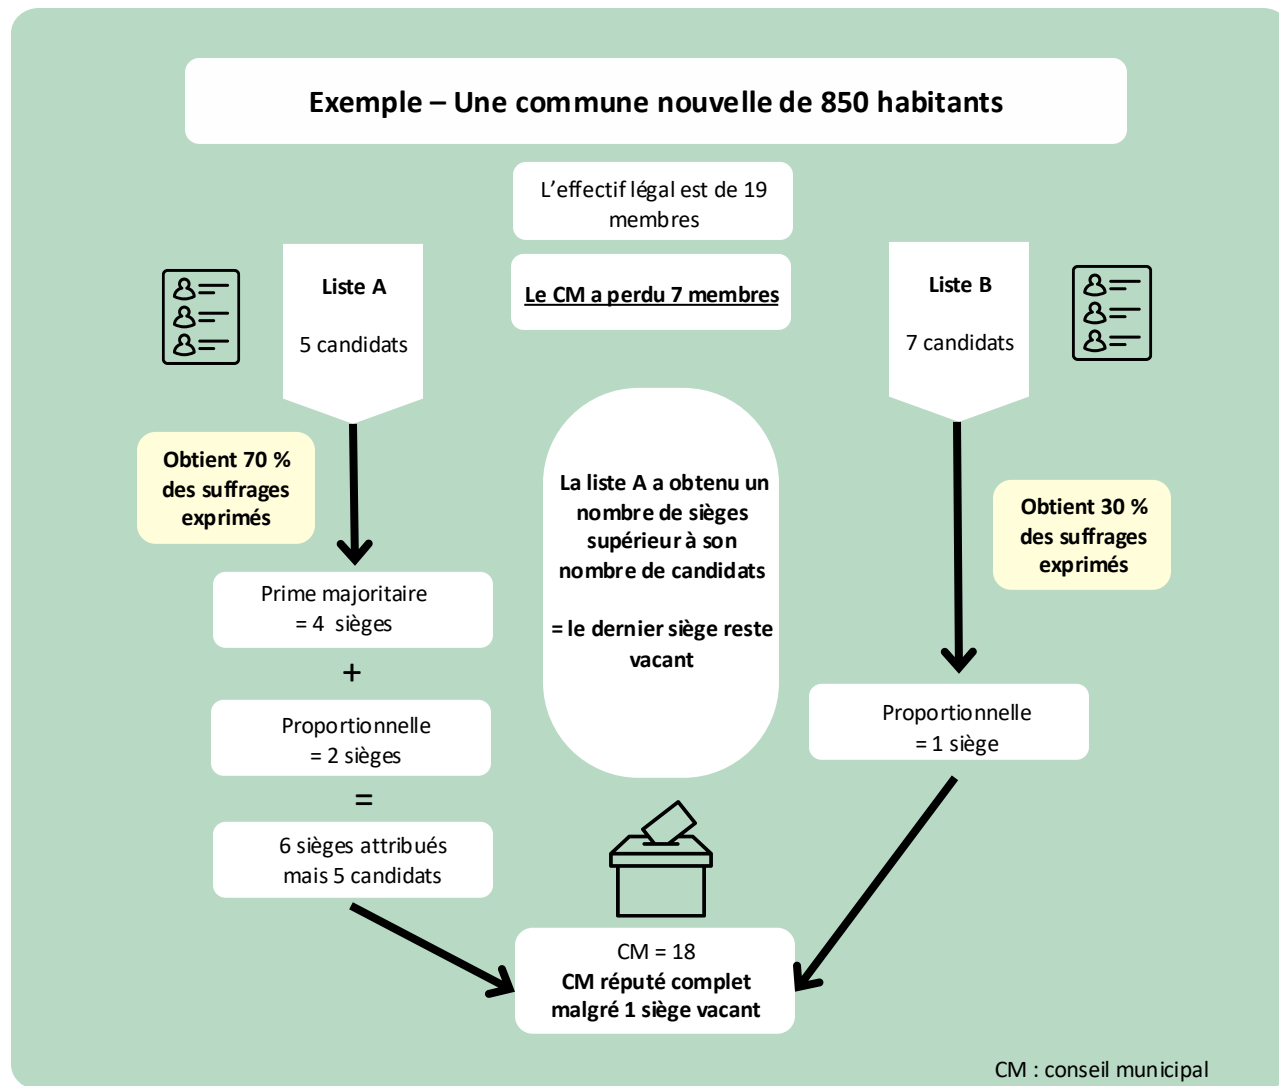 Exemple – Une commune nouvelle de 850 habitants
L'effectif légal est de 19
membres
Le CM a perdu 7 membres
Liste A
5 candidats
Obtient 70 %
des suffrages
exprimés
Prime majoritaire
= 4 sièges
+
Proportionnelle
= 2 sièges
=
6 sièges attribués
mais 5 candidats
La liste A a obtenu un
nombre de sièges
supérieur à son
nombre de candidats
= le dernier siège reste
vacant
Liste B
7 candidats
Obtient 30 %
des suffrages
exprimés
Proportionnelle
= 1 siège
CM = 18
CM réputé complet
malgré 1 siège vacant
CM : conseil municipal